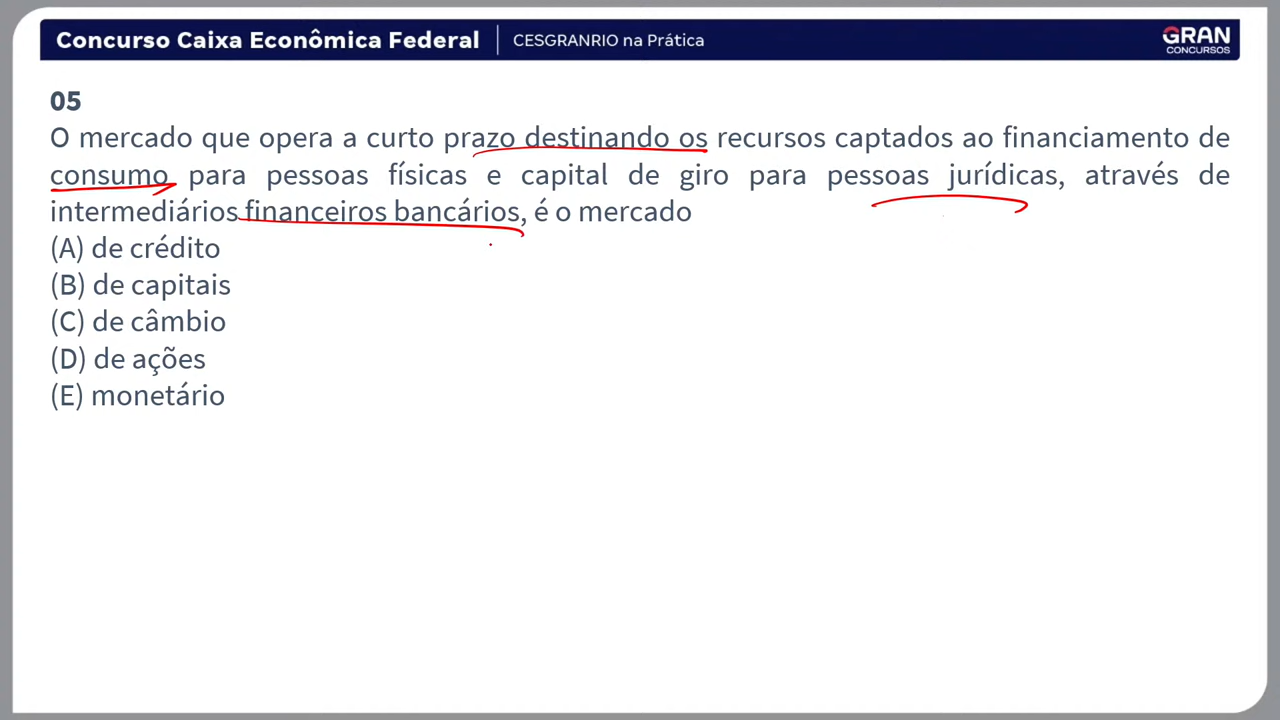 Concurso Caixa Econômica Federal CESGRANRIO na Prática GRAN CONCURSOS
05
O mercado que opera a curto prazo destinando os recursos captados ao financiamento de
consumo para pessoas físicas e capital de giro para pessoas jurídicas, através de
intermediários financeiros bancários, é o mercado
(A) de crédito
(B) de capitais
(C) de câmbio
(D) de ações
(E) monetário